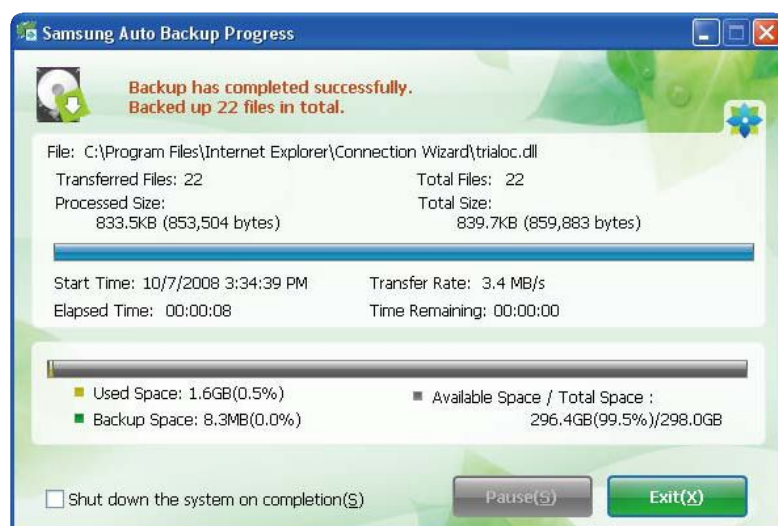 Samsung Auto Backup Progress
Backup has completed successfully.
Backed up 22 files in total.
File: C:\Program Files\Internet Explorer\Connection Wizard\trialoc.dll
Transferred Files: 22 Total Files: 22
Processed Size: Total Size:
833.5KB (853,504 bytes) 839.7KB (859,883 bytes)
Start Time: 10/7/2008 3:34:39 PM Transfer Rate: 3.4 MB/s
Elapsed Time: 00:00:08 Time Remaining: 00:00:00
Used Space: 1.6GB(0.5%) Available Space / Total Space :
Backup Space: 8.3MB(0.0%) 296.4GB(99.5%)/298.0GB
Shut down the system on completion(S) Pause(S) Exit(X)